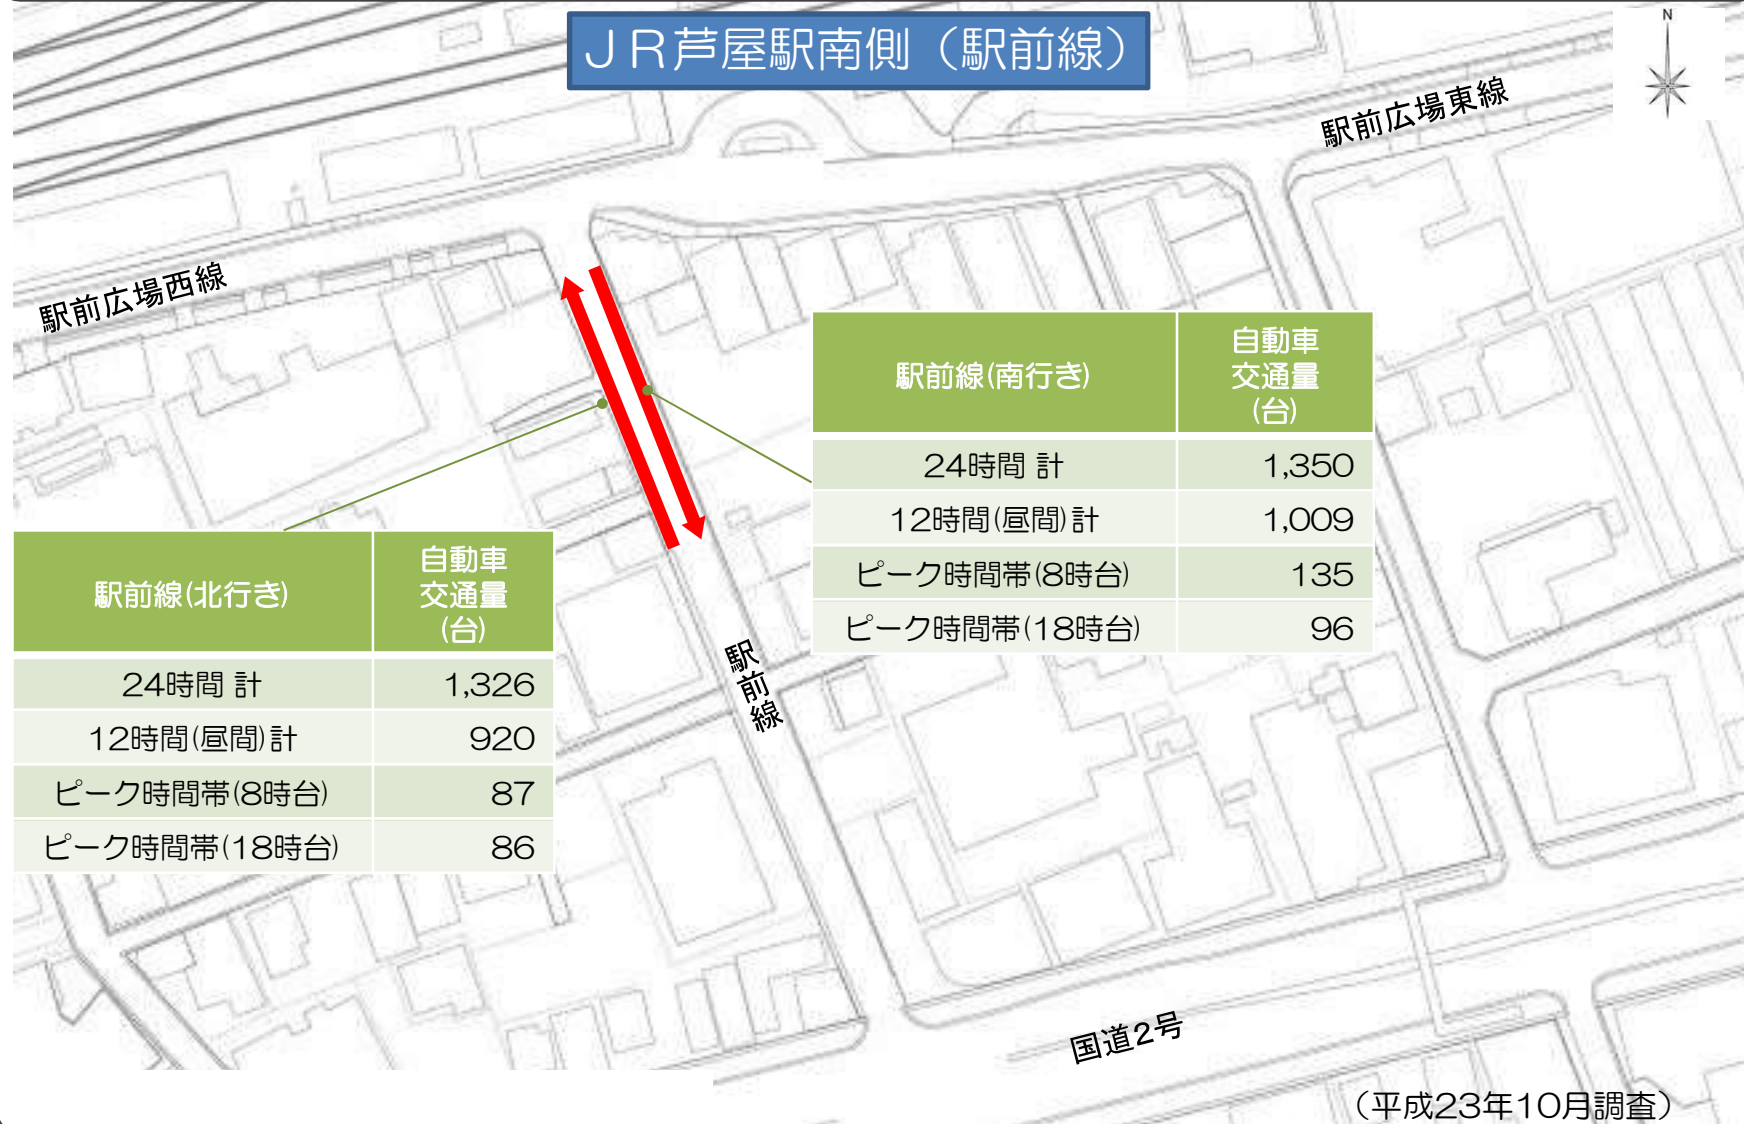 JR芦屋駅南側（駅前線）
N
駅前広場東線
駅前広場西線
駅前線(南行き)
自動車
交通量
(台)
24時間 計 1,350
12時間(昼間)計 1,009
ピーク時間帯(8時台) 135
ピーク時間帯(18時台) 96
駅前線(北行き)
自動車
交通量
(台)
24時間 計 1,326
12時間(昼間)計 920
ピーク時間帯(8時台) 87
ピーク時間帯(18時台) 86
駅前線
国道2号
（平成23年10月調査）